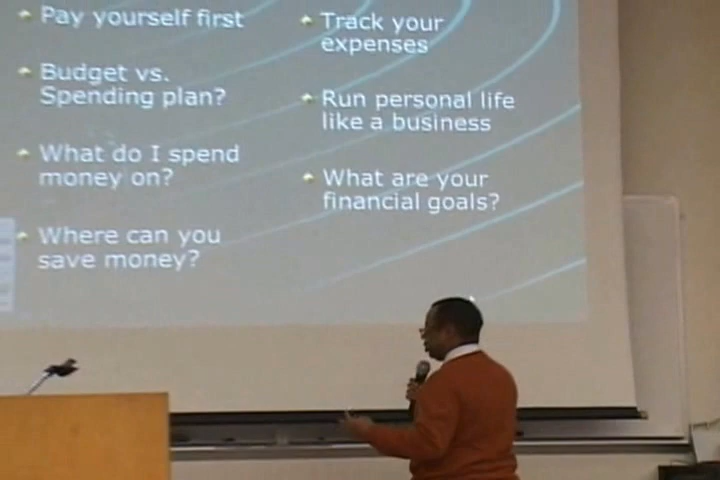 Pay yourself first
Budget vs.
Spending plan?
What do I spend
money on?
Where can you
save money?
Track your
expenses
Run personal life
like a business
What are your
financial goals?